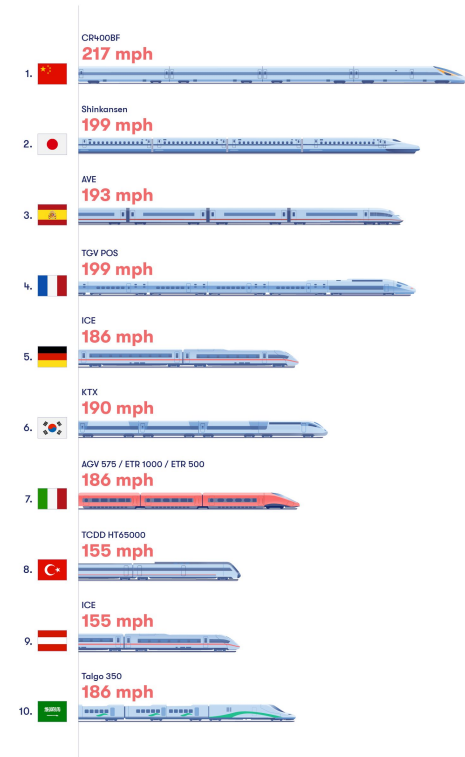 CR400BF
217 mph
1.
Shinkansen
199 mph
2.
AVE
193 mph
3.
TGV POS
199 mph
4.
ICE
186 mph
5.
KTX
190 mph
6.
AGV 575 / ETR 1000 / ETR 500
186 mph
7.
TCDD HT65000
155 mph
8.
ICE
155 mph
9.
Talgo 350
186 mph
10.